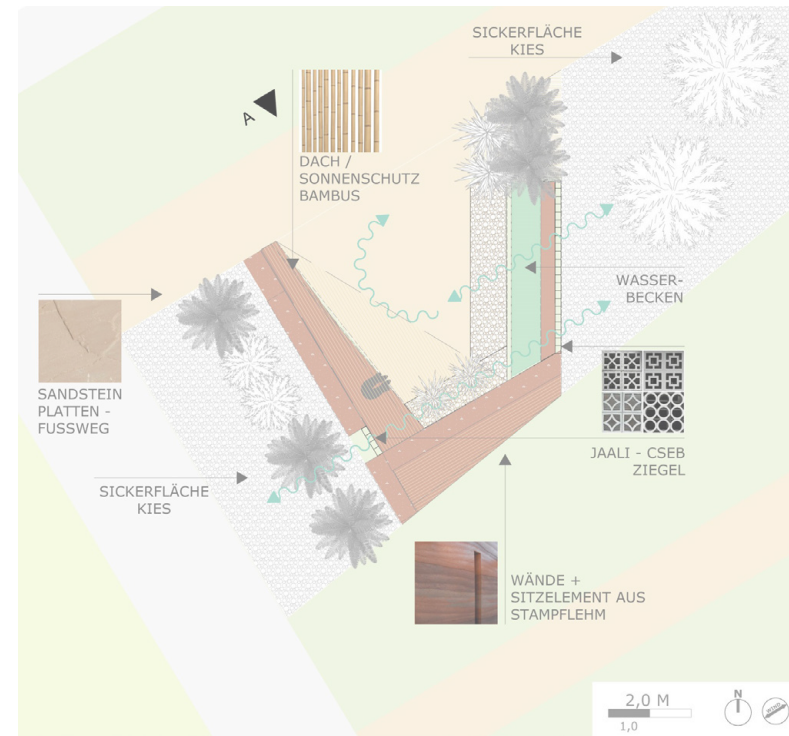 SICKERFLÄCHE
KIES
A
DACH /
SONNENSCHUTZ
BAMBUS
WASSER-
BECKEN
SANDSTEIN
PLATTEN -
FUSSWEG
JAALI - CSEB
ZIEGEL
SICKERFLÄCHE
KIES
WÄNDE +
SITZELEMENT AUS
STAMPFLEHM
2,0 M
1,0
N
WIND